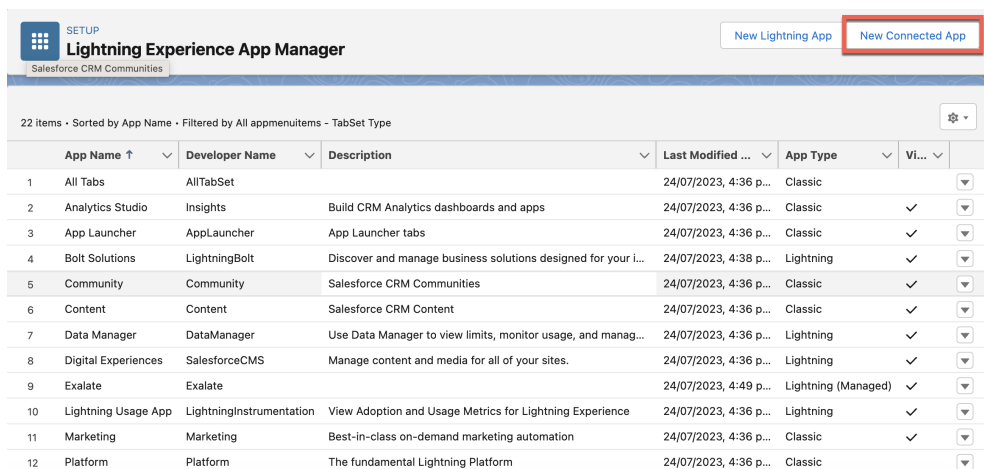 SETUP
Lightning Experience App Manager
New Lightning App
New Connected App
Salesforce CRM Communities
22 items • Sorted by App Name • Filtered by All appmenuitems - TabSet Type
App Name ↑ Developer Name Description Last Modified ... App Type Vi...
1 All Tabs AllTabSet 24/07/2023, 4:36 p... Classic
2 Analytics Studio Insights Build CRM Analytics dashboards and apps 24/07/2023, 4:36 p... Classic
3 App Launcher AppLauncher App Launcher tabs 24/07/2023, 4:36 p... Classic
4 Bolt Solutions LightningBolt Discover and manage business solutions designed for your i... 24/07/2023, 4:38 p... Lightning
5 Community Community Salesforce CRM Communities 24/07/2023, 4:36 p... Classic
6 Content Content Salesforce CRM Content 24/07/2023, 4:36 p... Classic
7 Data Manager DataManager Use Data Manager to view limits, monitor usage, and manag... 24/07/2023, 4:36 p... Lightning
8 Digital Experiences SalesforceCMS Manage content and media for all of your sites. 24/07/2023, 4:36 p... Lightning
9 Exalate Exalate 24/07/2023, 4:49 p... Lightning (Managed)
10 Lightning Usage App LightningInstrumentation View Adoption and Usage Metrics for Lightning Experience 24/07/2023, 4:36 p... Lightning
11 Marketing Marketing Best-in-class on-demand marketing automation 24/07/2023, 4:36 p... Classic
12 Platform Platform The fundamental Lightning Platform 24/07/2023, 4:36 p... Classic